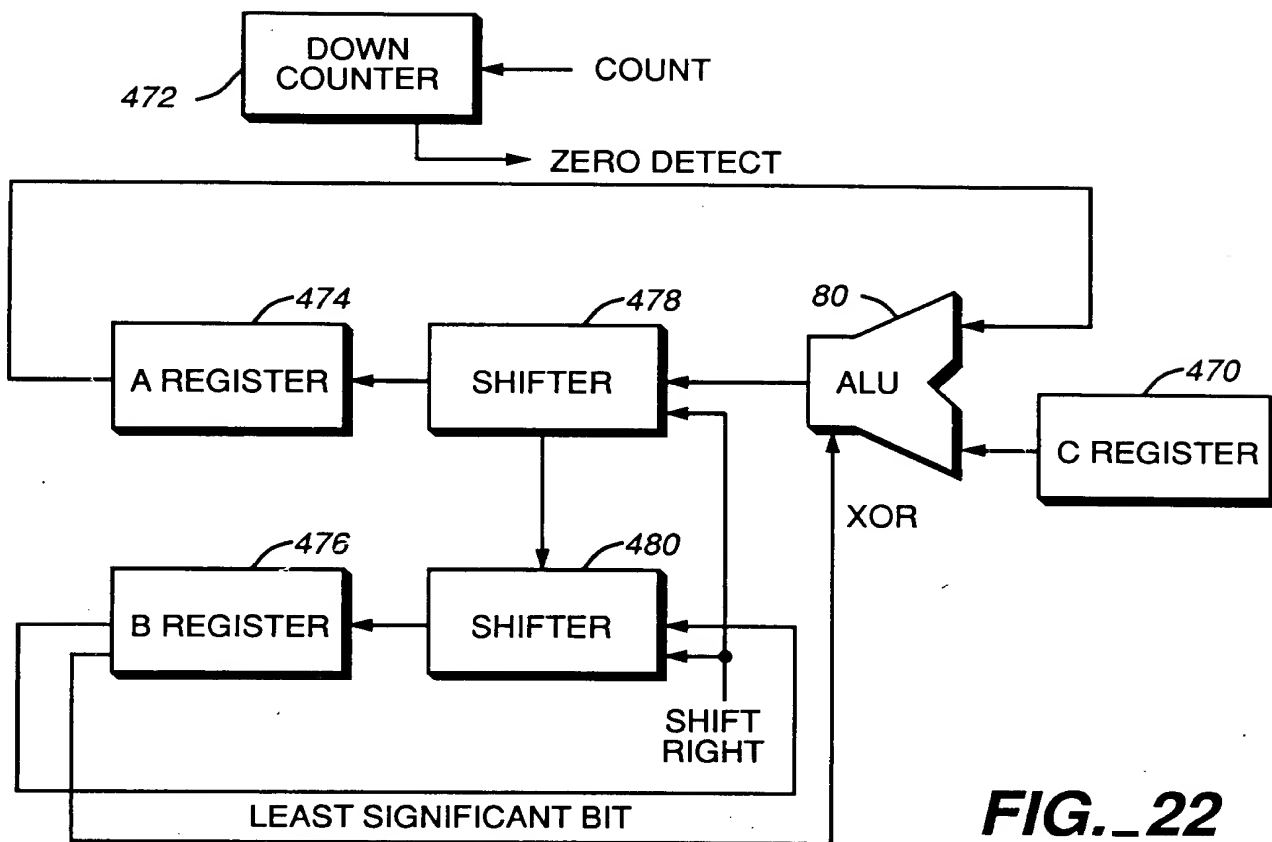 DOWN
COUNTER
COUNT
472
ZERO DETECT
474
478
80
A REGISTER
SHIFTER
ALU
470
C REGISTER
XOR
476
480
B REGISTER
SHIFTER
SHIFT
RIGHT
LEAST SIGNIFICANT BIT
FIG._22